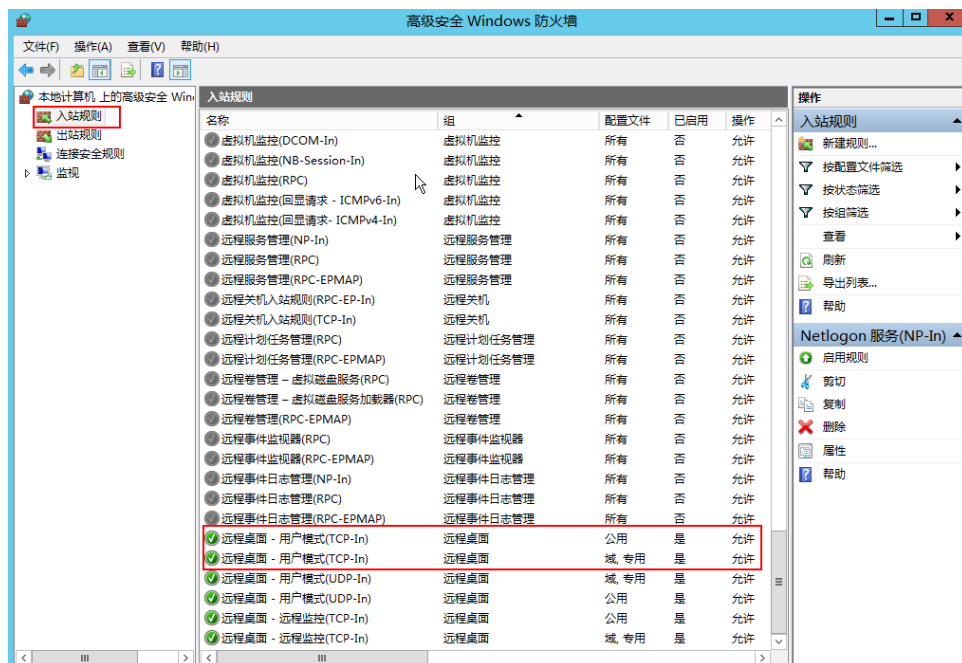 高级安全 Windows 防火墙
文件(F) 操作(A) 查看(V) 帮助(H)
本地计算机 上的高级安全 Win
入站规则
出站规则
连接安全规则
监视
入站规则
名称 组 配置文件 已启用 操作
虚拟机监控(DCOM-In) 虚拟机监控 所有 否 允许
虚拟机监控(NB-Session-In) 虚拟机监控 所有 否 允许
虚拟机监控(RPC) 虚拟机监控 所有 否 允许
虚拟机监控(回显请求 - ICMPv6-In) 虚拟机监控 所有 否 允许
虚拟机监控(回显请求- ICMPv4-In) 虚拟机监控 所有 否 允许
远程服务管理(NP-In) 远程服务管理 所有 否 允许
远程服务管理(RPC) 远程服务管理 所有 否 允许
远程服务管理(RPC-EPMAP) 远程服务管理 所有 否 允许
远程关机入站规则(RPC-EP-In) 远程关机 所有 否 允许
远程关机入站规则(TCP-In) 远程关机 所有 否 允许
远程计划任务管理(RPC) 远程计划任务管理 所有 否 允许
远程计划任务管理(RPC-EPMAP) 远程计划任务管理 所有 否 允许
远程卷管理 – 虚拟磁盘服务(RPC) 远程卷管理 所有 否 允许
远程卷管理 – 虚拟磁盘服务加载器(RPC) 远程卷管理 所有 否 允许
远程卷管理(RPC-EPMAP) 远程卷管理 所有 否 允许
远程事件监视器(RPC) 远程事件监视器 所有 否 允许
远程事件监视器(RPC-EPMAP) 远程事件监视器 所有 否 允许
远程事件日志管理(NP-In) 远程事件日志管理 所有 否 允许
远程事件日志管理(RPC) 远程事件日志管理 所有 否 允许
远程事件日志管理(RPC-EPMAP) 远程事件日志管理 所有 否 允许
远程桌面 - 用户模式(TCP-In) 远程桌面 公用 是 允许
远程桌面 - 用户模式(TCP-In) 远程桌面 域, 专用 是 允许
远程桌面 - 用户模式(UDP-In) 远程桌面 域, 专用 是 允许
远程桌面 - 用户模式(UDP-In) 远程桌面 公用 是 允许
远程桌面 - 远程监控(TCP-In) 远程桌面 公用 是 允许
远程桌面 - 远程监控(TCP-In) 远程桌面 域, 专用 是 允许
操作
入站规则
新建规则...
按配置文件筛选
按状态筛选
按组筛选
查看
刷新
导出列表...
帮助
Netlogon 服务(NP-In)
启用规则
剪切
复制
删除
属性
帮助